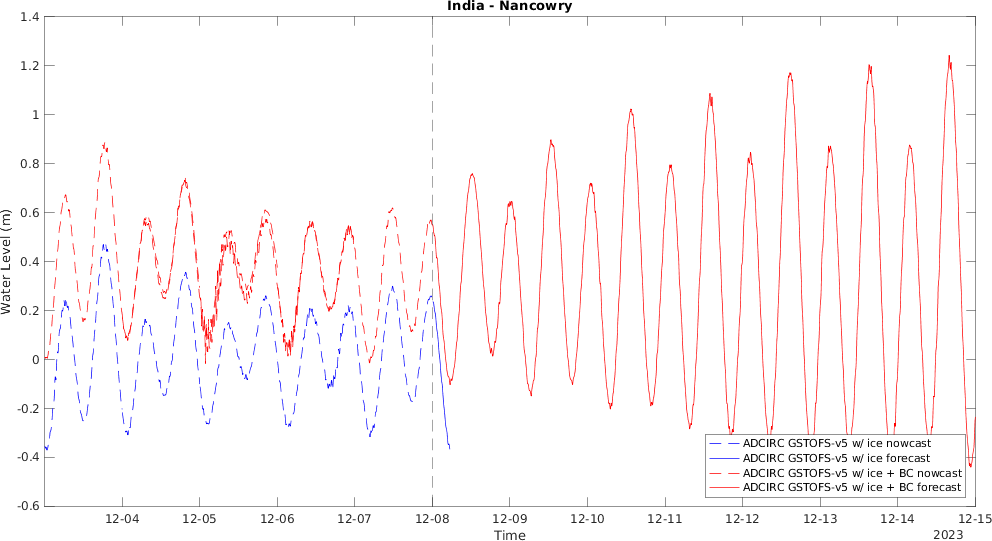 India - Nancowry
1.4
1.2
1
0.8
0.6
0.4
0.2
0
-0.2
-0.4
-0.6
Water Level (m)
ADCIRC GSTOFS-v5 w/ ice nowcast
ADCIRC GSTOFS-v5 w/ ice forecast
ADCIRC GSTOFS-v5 w/ ice + BC nowcast
ADCIRC GSTOFS-v5 w/ ice + BC forecast
12-04 12-05 12-06 12-07 12-08 12-09 12-10 12-11 12-12 12-13 12-14 12-15
Time
2023